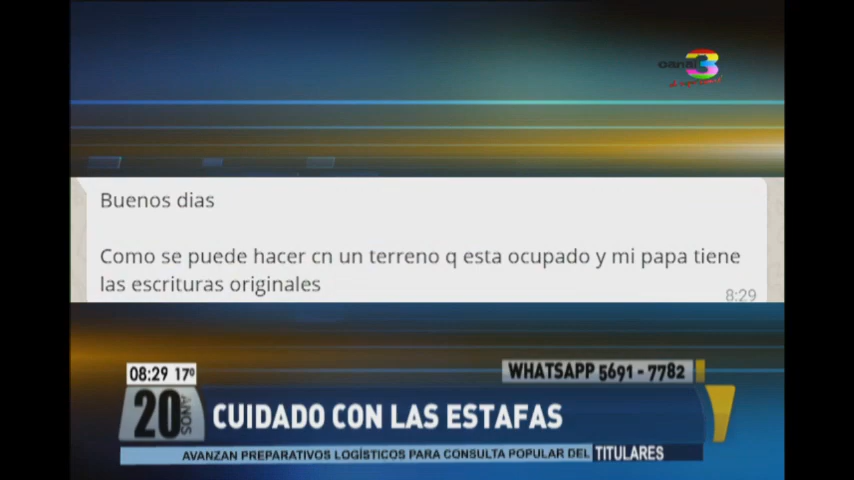 canal 3
Buenos dias
Como se puede hacer cn un terreno q esta ocupado y mi papa tiene
las escrituras originales
8:29
08:29 17º
WHATSAPP 5691 - 7782
20 AÑOS
CUIDADO CON LAS ESTAFAS
AVANZAN PREPARATIVOS LOGÍSTICOS PARA CONSULTA POPULAR DEL
TITULARES